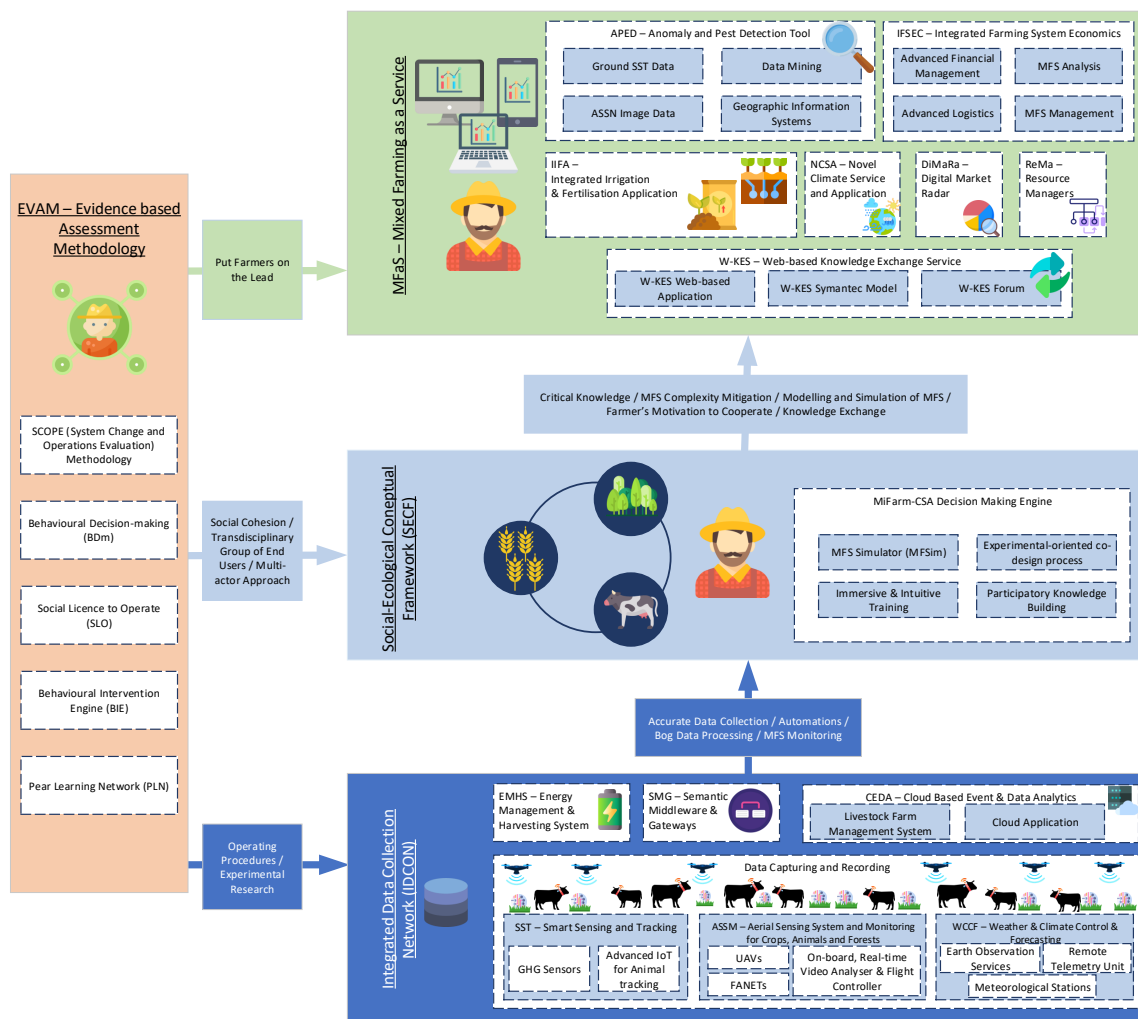 EVAM – Evidence based
Assessment
Methodology
SCOPE (System Change and
Operations Evaluation)
Methodology
Behavioural Decision-making
(BDm)
Social Licence to Operate
(SLO)
Behavioural Intervention
Engine (BIE)
Pear Learning Network (PLN)
Put Farmers on
the Lead
Social Cohesion /
Transdisciplinary
Group of End
Users / Multi-
actor Approach
Operating
Procedures /
Experimental
Research
MFaS – Mixed Farming as a Service
APED – Anomaly and Pest Detection Tool
Ground SST Data
Data Mining
ASSN Image Data
Geographic Information
Systems
IFSEC – Integrated Farming System Economics
Advanced Financial
Management
MFS Analysis
Advanced Logistics
MFS Management
IIFA –
Integrated Irrigation
& Fertilisation Application
NCSA – Novel
Climate Service
and Application
DiMaRa –
Digital Market
Radar
ReMa –
Resource
Managers
W-KES – Web-based Knowledge Exchange Service
W-KES Web-based
Application
W-KES Symantec Model
W-KES Forum
Critical Knowledge / MFS Complexity Mitigation / Modelling and Simulation of MFS /
Farmer's Motivation to Cooperate / Knowledge Exchange
Social-Ecological Coneptual
Framework (SECF)
MiFarm-CSA Decision Making Engine
MFS Simulator (MFSim)
Experimental-oriented co-
design process
Immersive & Intuitive
Training
Participatory Knowledge
Building
Accurate Data Collection / Automations /
Bog Data Processing / MFS Monitoring
Integrated Data Collection
Network (IDCON)
EMHS – Energy
Management &
Harvesting System
SMG – Semantic
Middleware &
Gateways
CEDA – Cloud Based Event & Data Analytics
Livestock Farm
Management System
Cloud Application
Data Capturing and Recording
SST – Smart Sensing and Tracking
GHG Sensors
Advanced IoT
for Animal
tracking
ASSM – Aerial Sensing System and Monitoring
for Crops, Animals and Forests
UAVs
FANETs
On-board, Real-time
Video Analyser & Flight
Controller
WCCF – Weather & Climate Control &
Forecasting
Earth Observation
Services
Remote
Telemetry Unit
Meteorological Stations